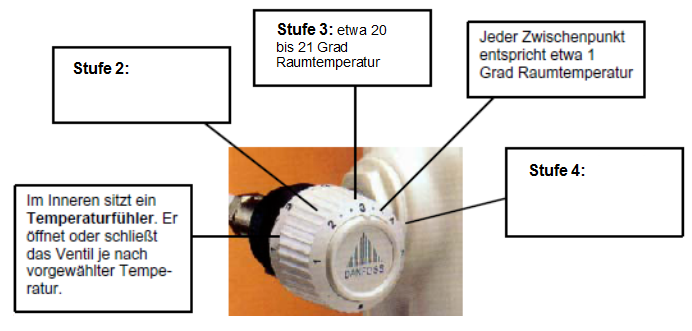 Stufe 3: etwa 20
bis 21 Grad
Raumtemperatur
Jeder Zwischenpunkt
entspricht etwa 1
Grad Raumtemperatur
Stufe 2:
Stufe 4:
Im Inneren sitzt ein
Temperaturfühler. Er
öffnet oder schließt
das Ventil je nach
vorgewählter Tempe-
ratur.
1
2 · · 3 · · 4
DANFOSS